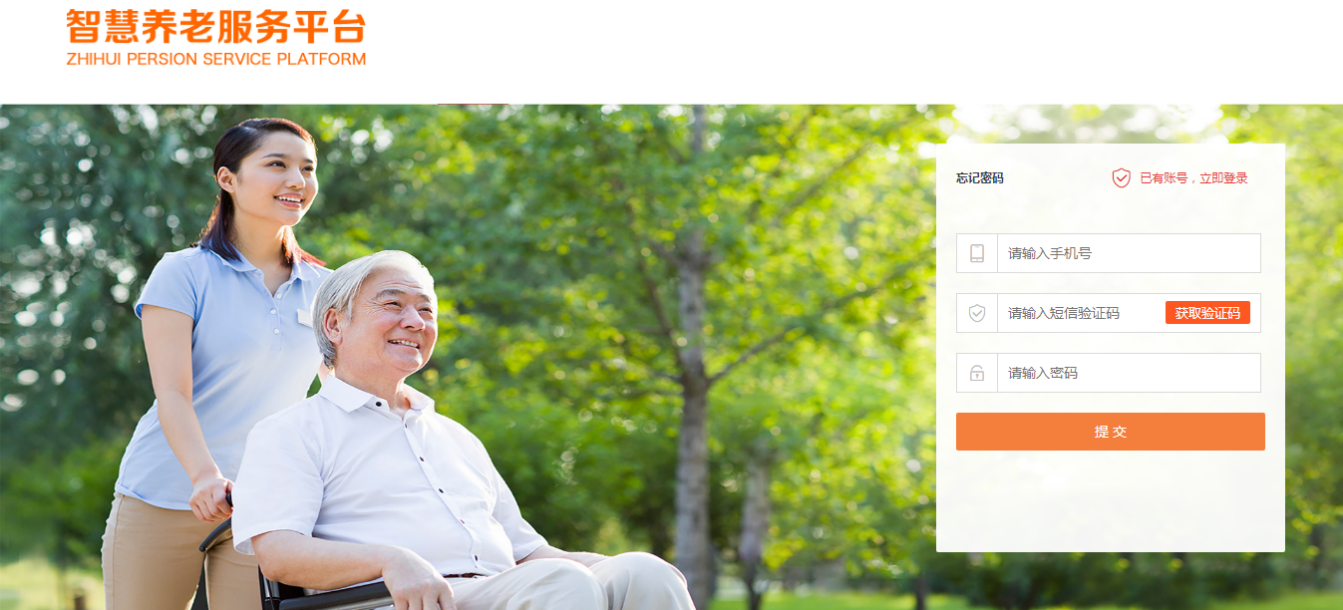 智慧养老服务平台
ZHIHUI PERSION SERVICE PLATFORM
忘记密码
已有账号，立即登录
请输入手机号
请输入短信验证码
获取验证码
请输入密码
提 交